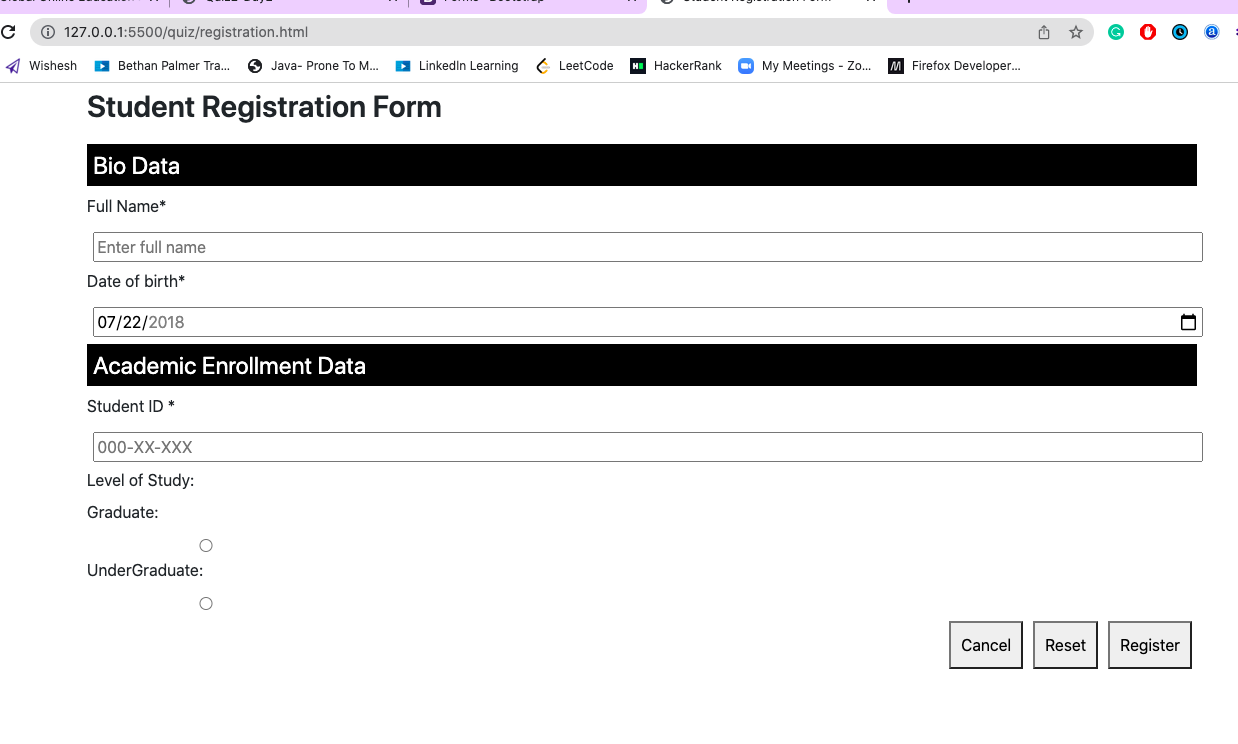 127.0.0.1:5500/quiz/registration.html
Wishesh Bethan Palmer Tra... Java- Prone To M... LinkedIn Learning LeetCode HackerRank My Meetings - Zo... Firefox Developer...
Student Registration Form
Bio Data
Full Name*
Enter full name
Date of birth*
07/22/2018
Academic Enrollment Data
Student ID *
000-XX-XXX
Level of Study:
Graduate:
UnderGraduate:
Cancel Reset Register